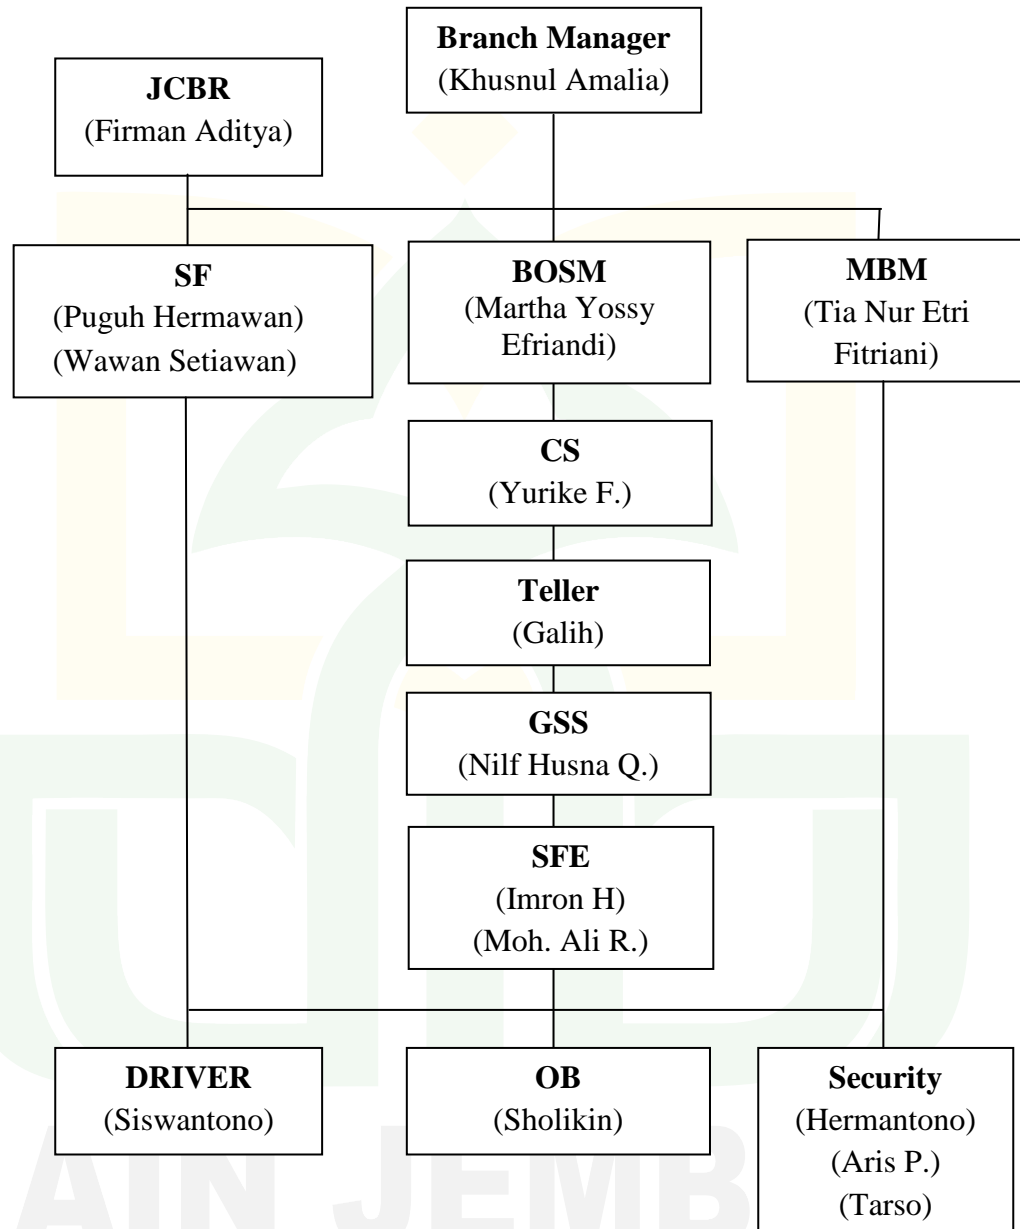 Branch Manager
(Khusnul Amalia)
JCBR
(Firman Aditya)
SF
(Puguh Hermawan)
(Wawan Setiawan)
BOSM
(Martha Yossy
Efriandi)
MBM
(Tia Nur Etri
Fitriani)
CS
(Yurike F.)
Teller
(Galih)
GSS
(Nilf Husna Q.)
SFE
(Imron H)
(Moh. Ali R.)
DRIVER
(Siswantono)
OB
(Sholikin)
Security
(Hermantono)
(Aris P.)
(Tarso)
AIN JEMB